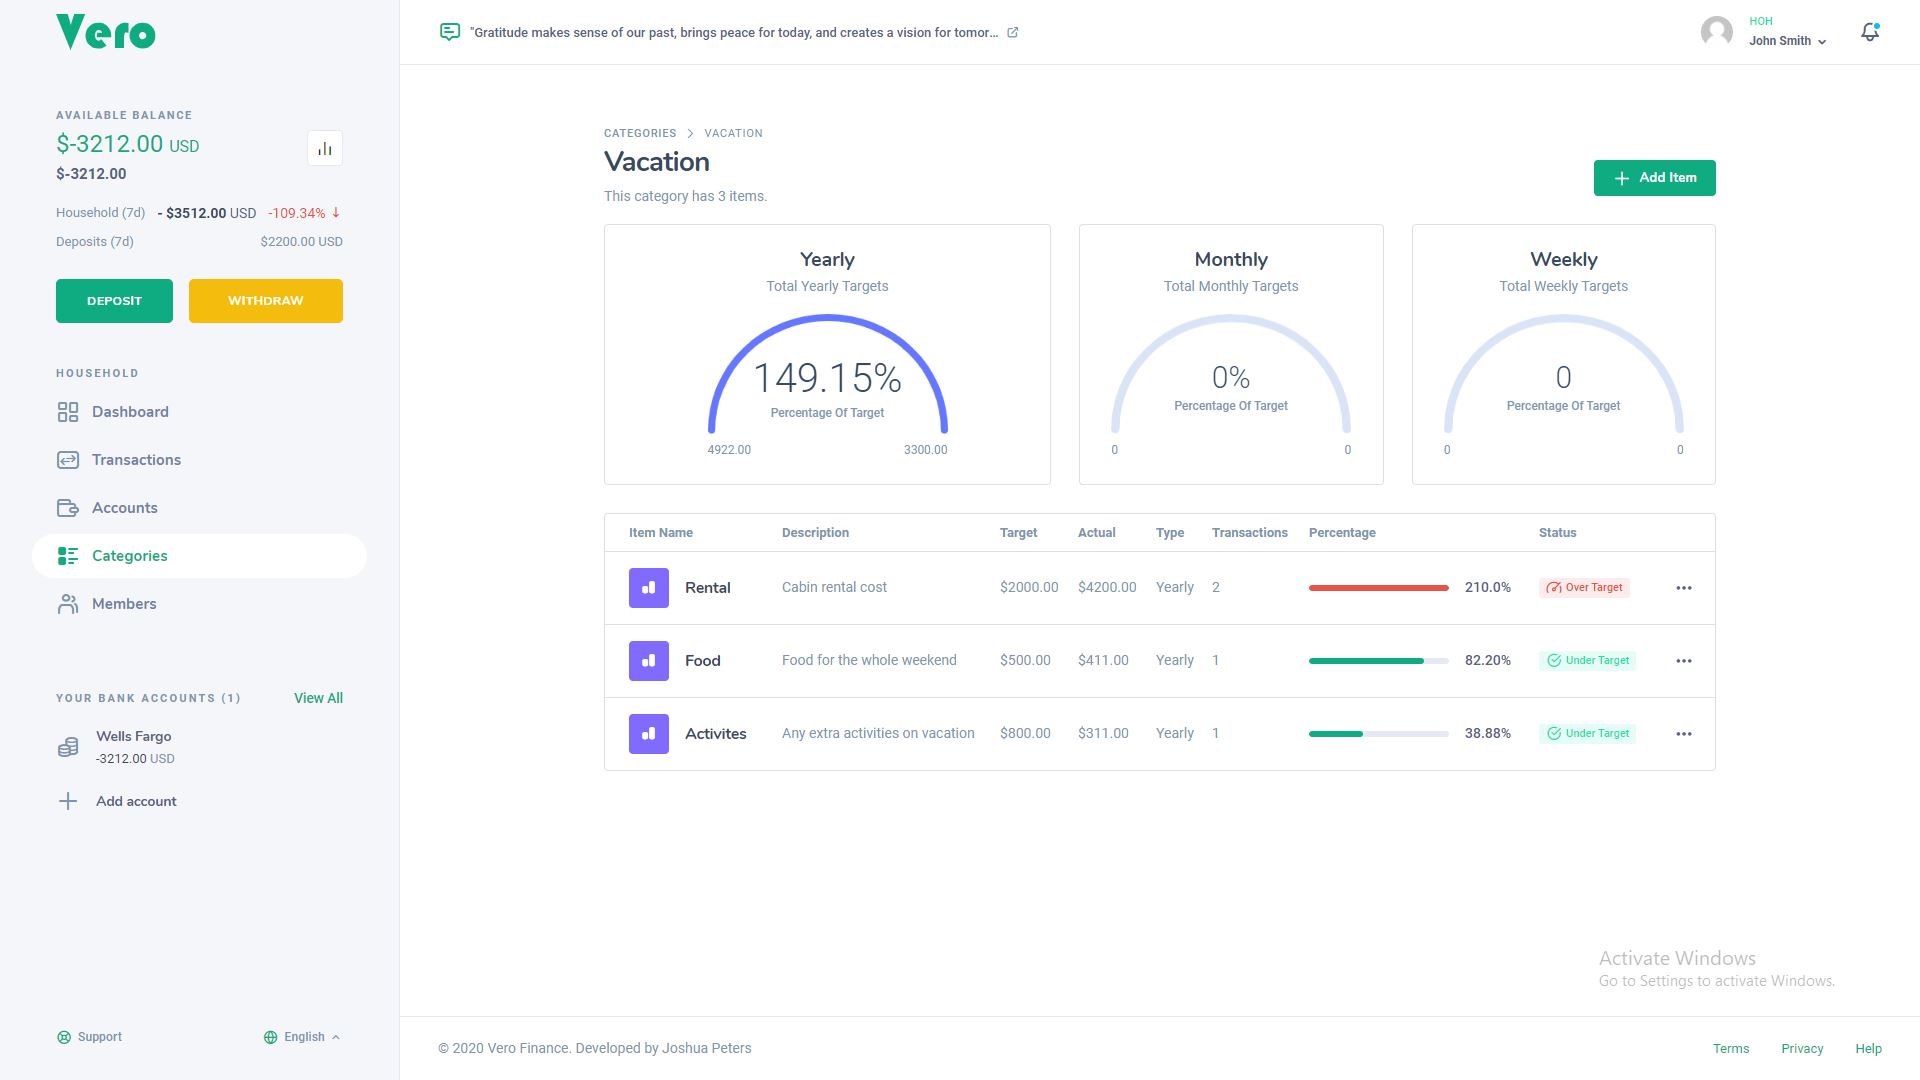 Vero
AVAILABLE BALANCE
$-3212.00 USD
$-3212.00
Household (7d) - $3512.00 USD -109.34% ↓
Deposits (7d) $2200.00 USD
DEPOSIT WITHDRAW
HOUSEHOLD
Dashboard
Transactions
Accounts
Categories
Members
YOUR BANK ACCOUNTS (1) View All
Wells Fargo
-3212.00 USD
Add account
Support English
"Gratitude makes sense of our past, brings peace for today, and creates a vision for tomor...
HOH
John Smith
CATEGORIES > VACATION
Vacation
This category has 3 items.
+ Add Item
Yearly
Total Yearly Targets
149.15%
Percentage Of Target
4922.00 3300.00
Monthly
Total Monthly Targets
0%
Percentage Of Target
0 0
Weekly
Total Weekly Targets
0
Percentage Of Target
0 0
Item Name Description Target Actual Type Transactions Percentage Status
Rental Cabin rental cost $2000.00 $4200.00 Yearly 2 210.0% Over Target
Food Food for the whole weekend $500.00 $411.00 Yearly 1 82.20% Under Target
Activites Any extra activities on vacation $800.00 $311.00 Yearly 1 38.88% Under Target
Activate Windows
Go to Settings to activate Windows.
© 2020 Vero Finance. Developed by Joshua Peters
Terms Privacy Help